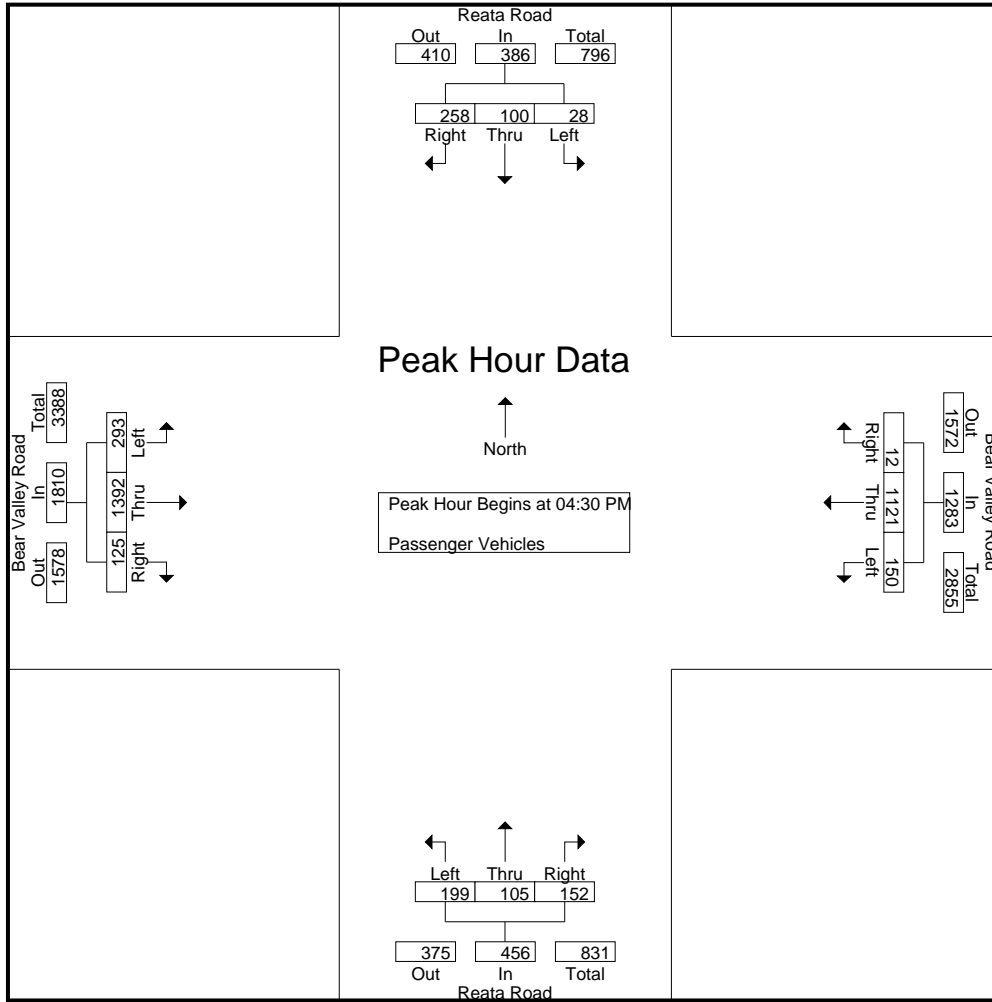 Reata Road
Out In Total
410 386 796
258 100 28
Right Thru Left
Peak Hour Data
North
Peak Hour Begins at 04:30 PM
Passenger Vehicles
Bear Valley Road
Total In Out
3388 1810 1578
293 1392 125
Left Thru Right
Right Thru Left
12 1121 150
Out In Total
1572 1283 2855
Bear Valley Road
Left Thru Right
199 105 152
375 456 831
Out In Total
Reata Road